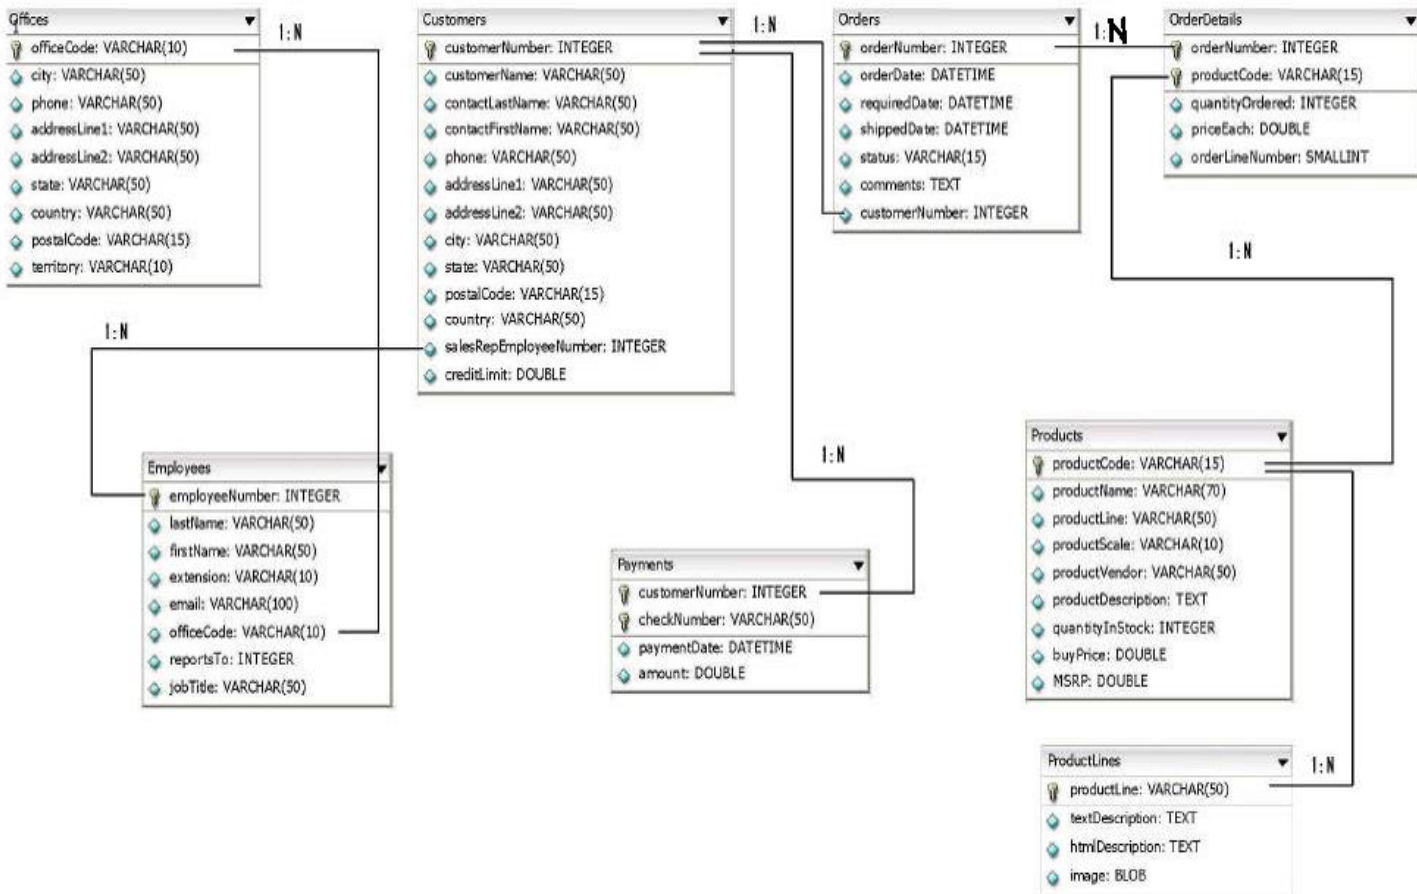 Offices
officeCode: VARCHAR(10)
city: VARCHAR(50)
phone: VARCHAR(50)
addressLine1: VARCHAR(50)
addressLine2: VARCHAR(50)
state: VARCHAR(50)
country: VARCHAR(50)
postalCode: VARCHAR(15)
territory: VARCHAR(10)
1:N
Customers
customerNumber: INTEGER
customerName: VARCHAR(50)
contactLastName: VARCHAR(50)
contactFirstName: VARCHAR(50)
phone: VARCHAR(50)
addressLine1: VARCHAR(50)
addressLine2: VARCHAR(50)
city: VARCHAR(50)
state: VARCHAR(50)
postalCode: VARCHAR(15)
country: VARCHAR(50)
salesRepEmployeeNumber: INTEGER
creditLimit: DOUBLE
1:N
Orders
orderNumber: INTEGER
orderDate: DATETIME
requiredDate: DATETIME
shippedDate: DATETIME
status: VARCHAR(15)
comments: TEXT
customerNumber: INTEGER
1:N
OrderDetails
orderNumber: INTEGER
productCode: VARCHAR(15)
quantityOrdered: INTEGER
priceEach: DOUBLE
orderLineNumber: SMALLINT
1:N
1:N
Employees
employeeNumber: INTEGER
lastName: VARCHAR(50)
firstName: VARCHAR(50)
extension: VARCHAR(10)
email: VARCHAR(100)
officeCode: VARCHAR(10)
reportsTo: INTEGER
jobTitle: VARCHAR(50)
1:N
Payments
customerNumber: INTEGER
checkNumber: VARCHAR(50)
paymentDate: DATETIME
amount: DOUBLE
Products
productCode: VARCHAR(15)
productName: VARCHAR(70)
productLine: VARCHAR(50)
productScale: VARCHAR(10)
productVendor: VARCHAR(50)
productDescription: TEXT
quantityInStock: INTEGER
buyPrice: DOUBLE
MSRP: DOUBLE
ProductLines
productLine: VARCHAR(50)
textDescription: TEXT
htmlDescription: TEXT
image: BLOB
1:N